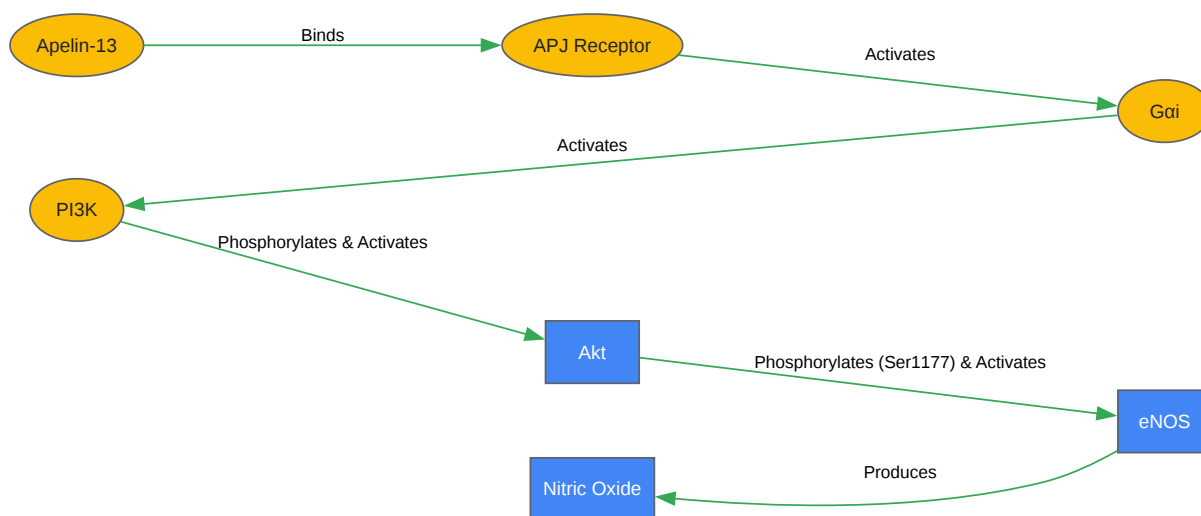 Apelin-13
Binds
APJ Receptor
Activates
Gαi
Activates
PI3K
Phosphorylates & Activates
Akt
Phosphorylates (Ser1177) & Activates
eNOS
Produces
Nitric Oxide